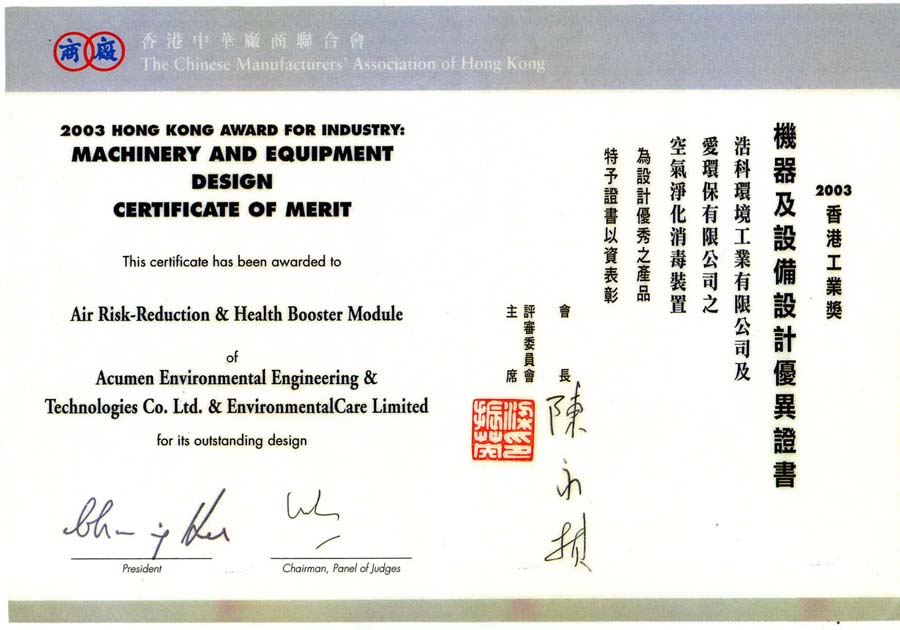 商 廠
香港中華廠商聯合會
The Chinese Manufacturers' Association of Hong Kong
2003 HONG KONG AWARD FOR INDUSTRY:
MACHINERY AND EQUIPMENT
DESIGN
CERTIFICATE OF MERIT
This certificate has been awarded to
Air Risk-Reduction & Health Booster Module
of
Acumen Environmental Engineering &
Technologies Co. Ltd. & EnvironmentalCare Limited
for its outstanding design
President
Chairman, Panel of Judges
2003
香港工業獎
機器及設備設計優異證書
浩科環境工業有限公司及
愛環保有限公司之
空氣淨化消毒裝置
為設計優秀之產品
特予證書以資表彰
會長
陳永
評審委員會
主席